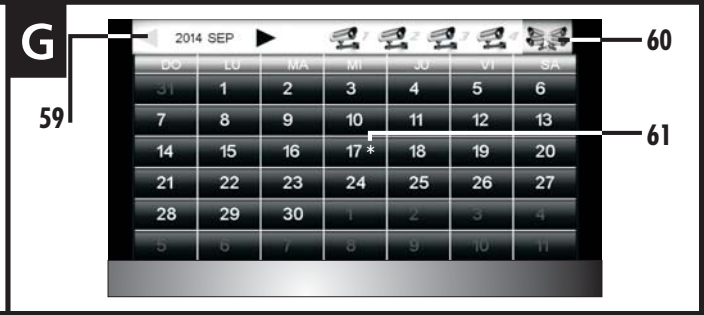 G
59
2014 SEP
1 2 3 4
60
DO LU MA MI JU VI SA
31 1 2 3 4 5 6
7 8 9 10 11 12 13
61
14 15 16 17* 18 19 20
21 22 23 24 25 26 27
28 29 30 1 2 3 4
5 6 7 8 9 10 11